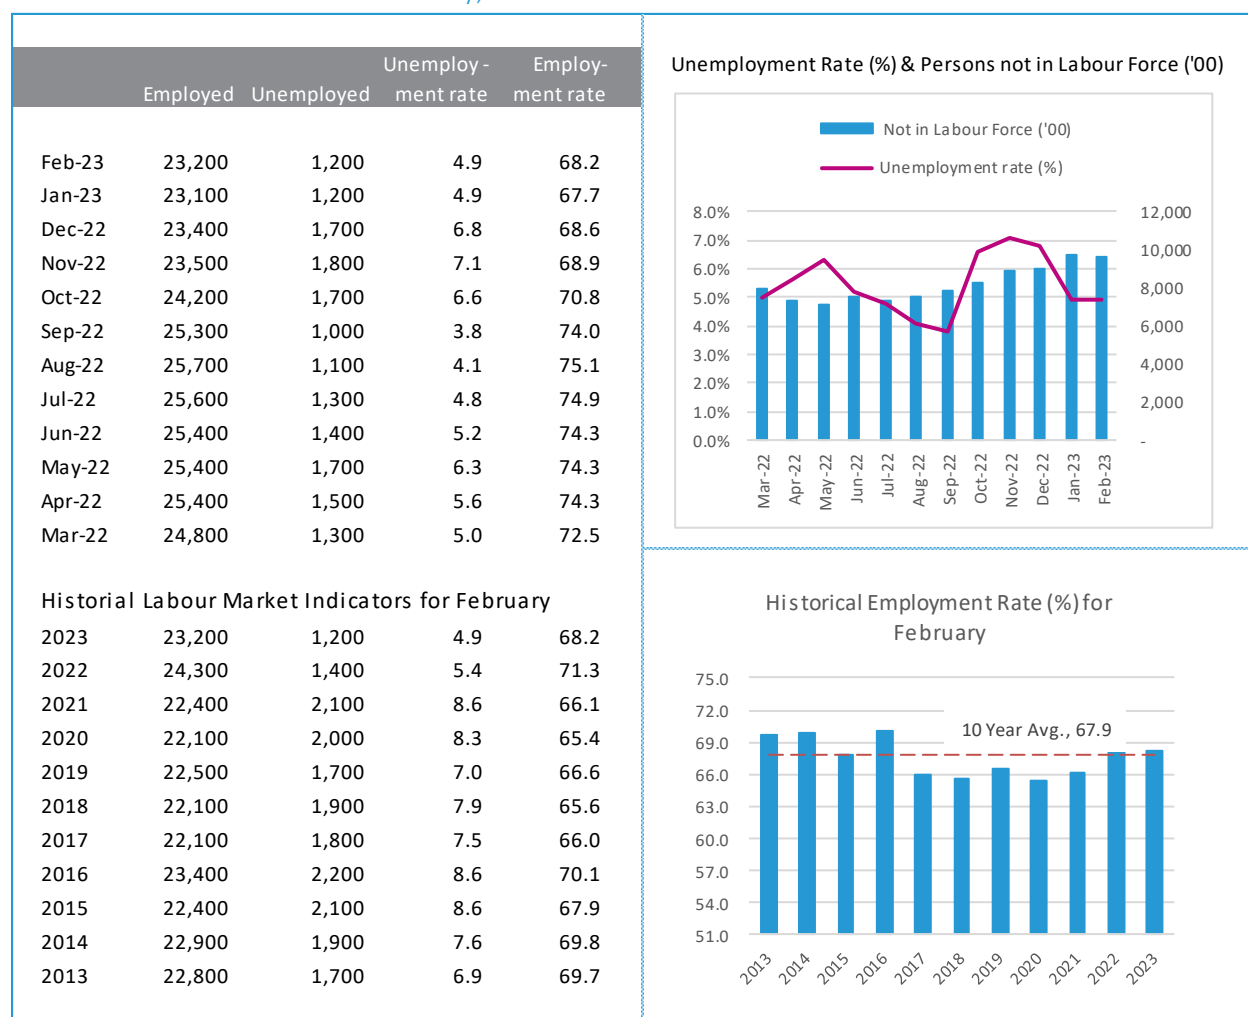 Unemploy - Employ-
Employed Unemployed ment rate ment rate
Feb-23 23,200 1,200 4.9 68.2
Jan-23 23,100 1,200 4.9 67.7
Dec-22 23,400 1,700 6.8 68.6
Nov-22 23,500 1,800 7.1 68.9
Oct-22 24,200 1,700 6.6 70.8
Sep-22 25,300 1,000 3.8 74.0
Aug-22 25,700 1,100 4.1 75.1
Jul-22 25,600 1,300 4.8 74.9
Jun-22 25,400 1,400 5.2 74.3
May-22 25,400 1,700 6.3 74.3
Apr-22 25,400 1,500 5.6 74.3
Mar-22 24,800 1,300 5.0 72.5
Historial Labour Market Indicators for February
2023 23,200 1,200 4.9 68.2
2022 24,300 1,400 5.4 71.3
2021 22,400 2,100 8.6 66.1
2020 22,100 2,000 8.3 65.4
2019 22,500 1,700 7.0 66.6
2018 22,100 1,900 7.9 65.6
2017 22,100 1,800 7.5 66.0
2016 23,400 2,200 8.6 70.1
2015 22,400 2,100 8.6 67.9
2014 22,900 1,900 7.6 69.8
2013 22,800 1,700 6.9 69.7
Unemployment Rate (%) & Persons not in Labour Force ('00)
Not in Labour Force ('00)
Unemployment rate (%)
8.0% 12,000
7.0% 10,000
6.0% 8,000
5.0% 6,000
4.0% 4,000
3.0% 2,000
2.0% -
1.0%
0.0%
Mar-22 Apr-22 May-22 Jun-22 Jul-22 Aug-22 Sep-22 Oct-22 Nov-22 Dec-22 Jan-23 Feb-23
Historical Employment Rate (%) for
February
75.0
72.0
10 Year Avg., 67.9
69.0
66.0
63.0
60.0
57.0
54.0
51.0
2013 2014 2015 2016 2017 2018 2019 2020 2021 2022 2023